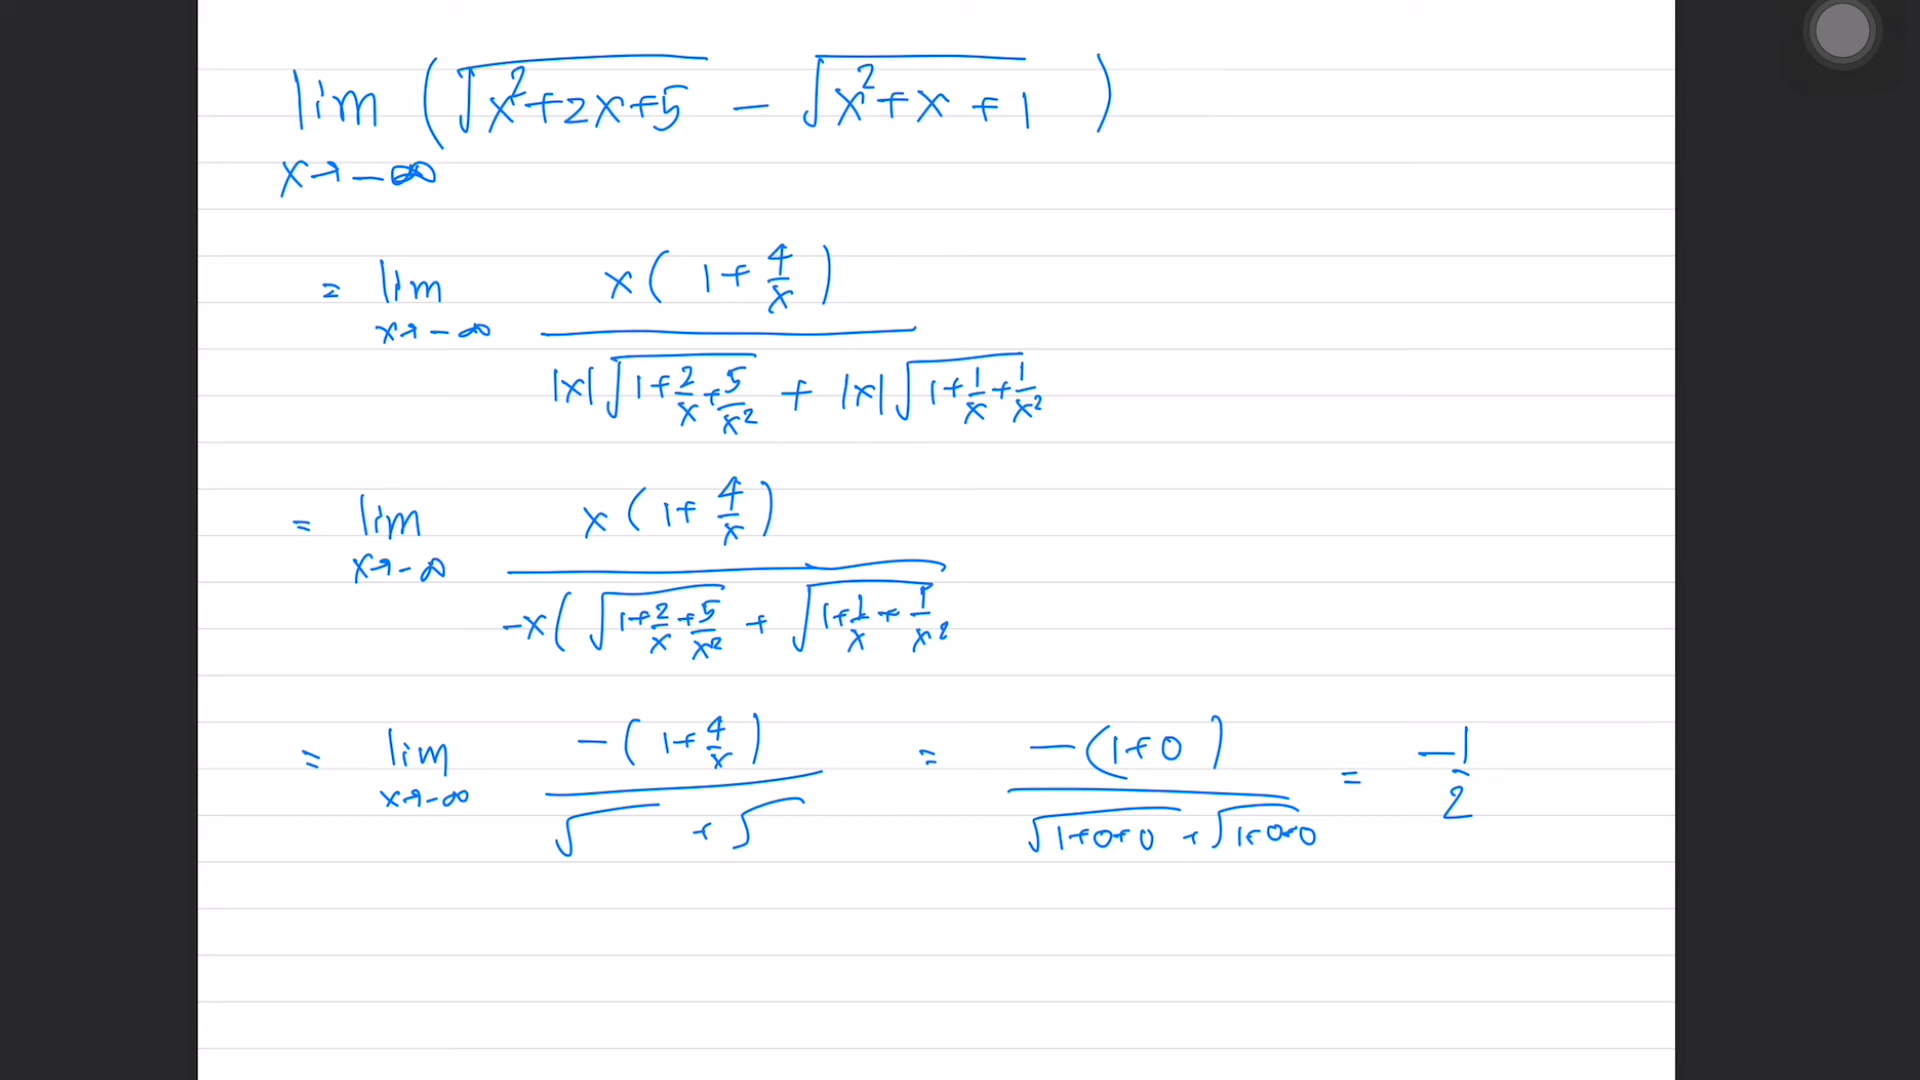 lim (√(x²+2x+5) − √(x²+x+1))
x→−∞
= lim x(1+4/x)
x→−∞ |x|√(1+2/x+5/x²) + |x|√(1+1/x+1/x²)
= lim x(1+4/x)
x→−∞ −x(√(1+2/x+5/x²) + √(1+1/x+1/x²)
= lim −(1+4/x) = −(1+0) = −1
x→−∞ √ + √ √(1+0+0) + √(1+0+0) 2